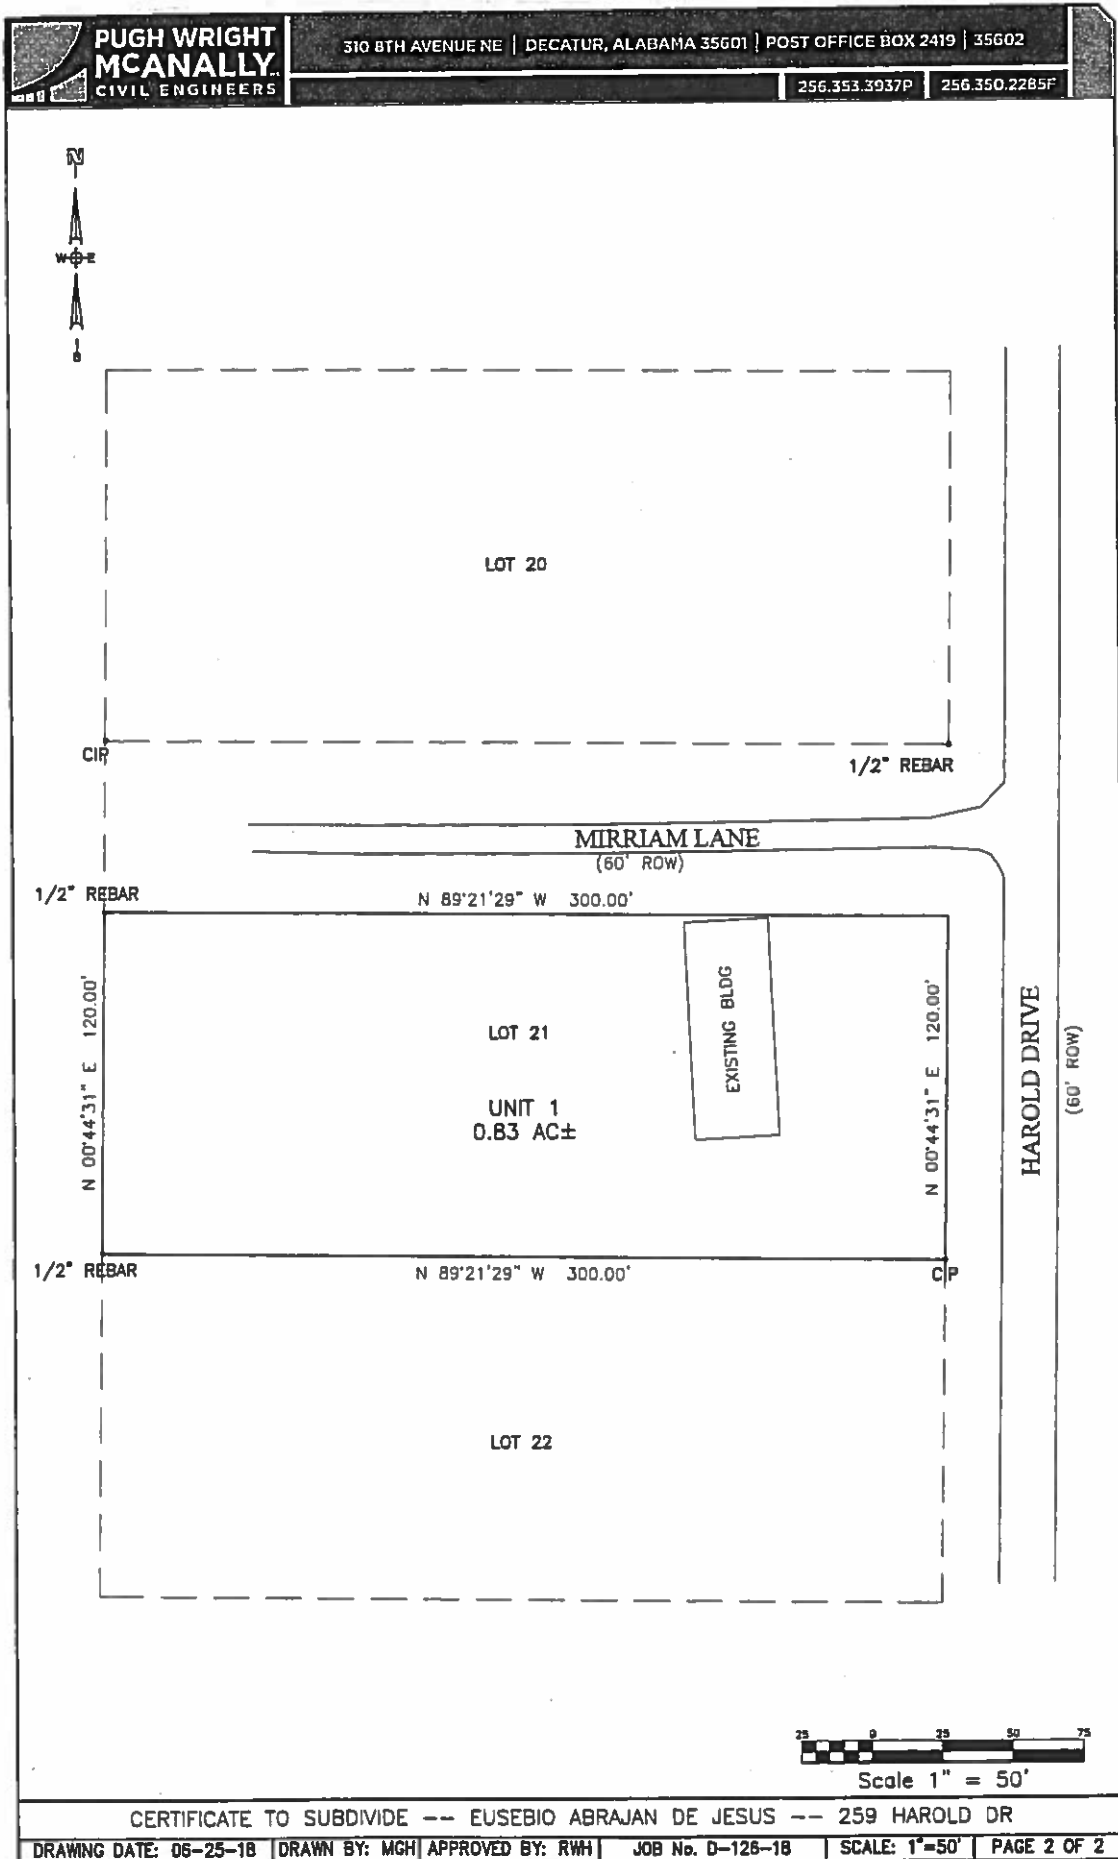 PUGH WRIGHT
MCANALLY
CIVIL ENGINEERS
310 8TH AVENUE NE | DECATUR, ALABAMA 35601 | POST OFFICE BOX 2419 | 35602
256.353.3937P | 256.350.2285F
N
W E
S
LOT 20
CIP
1/2" REBAR
MIRRIAM LANE
(60' ROW)
1/2" REBAR
N 89°21'29" W 300.00'
N 00°44'31" E 120.00'
LOT 21
UNIT 1
0.83 AC±
EXISTING BLDG
N 00°44'31" E 120.00'
HAROLD DRIVE
(60' ROW)
1/2" REBAR
N 89°21'29" W 300.00'
CIP
LOT 22
25 0 25 50 75
Scale 1" = 50'
CERTIFICATE TO SUBDIVIDE -- EUSEBIO ABRAJAN DE JESUS -- 259 HAROLD DR
DRAWING DATE: 06-25-18 DRAWN BY: MGH APPROVED BY: RWH JOB No. D-126-18 SCALE: 1"=50' PAGE 2 OF 2